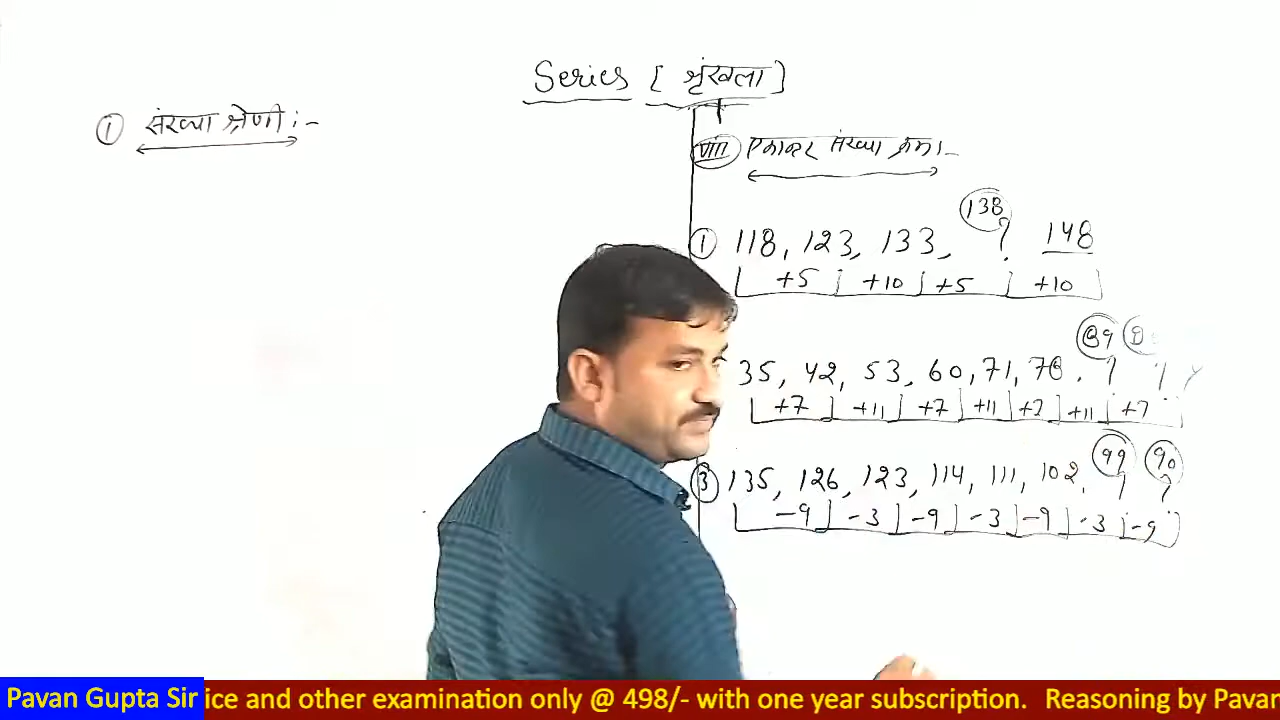 Series [ शृंखला ]
① संख्या श्रेणी :-
VIII एकान्तर संख्या क्रम :-
138
① 118, 123, 133, ? 148
+5 +10 +5 +10
89
35, 42, 53, 60, 71, 78, ? ?
+7 +11 +7 +11 +7 +11 +7
99 90
③ 135, 126, 123, 114, 111, 102, ? ?
-9 -3 -9 -3 -9 -3 -9
Pavan Gupta Sir ice and other examination only @ 498/- with one year subscription. Reasoning by Pavan